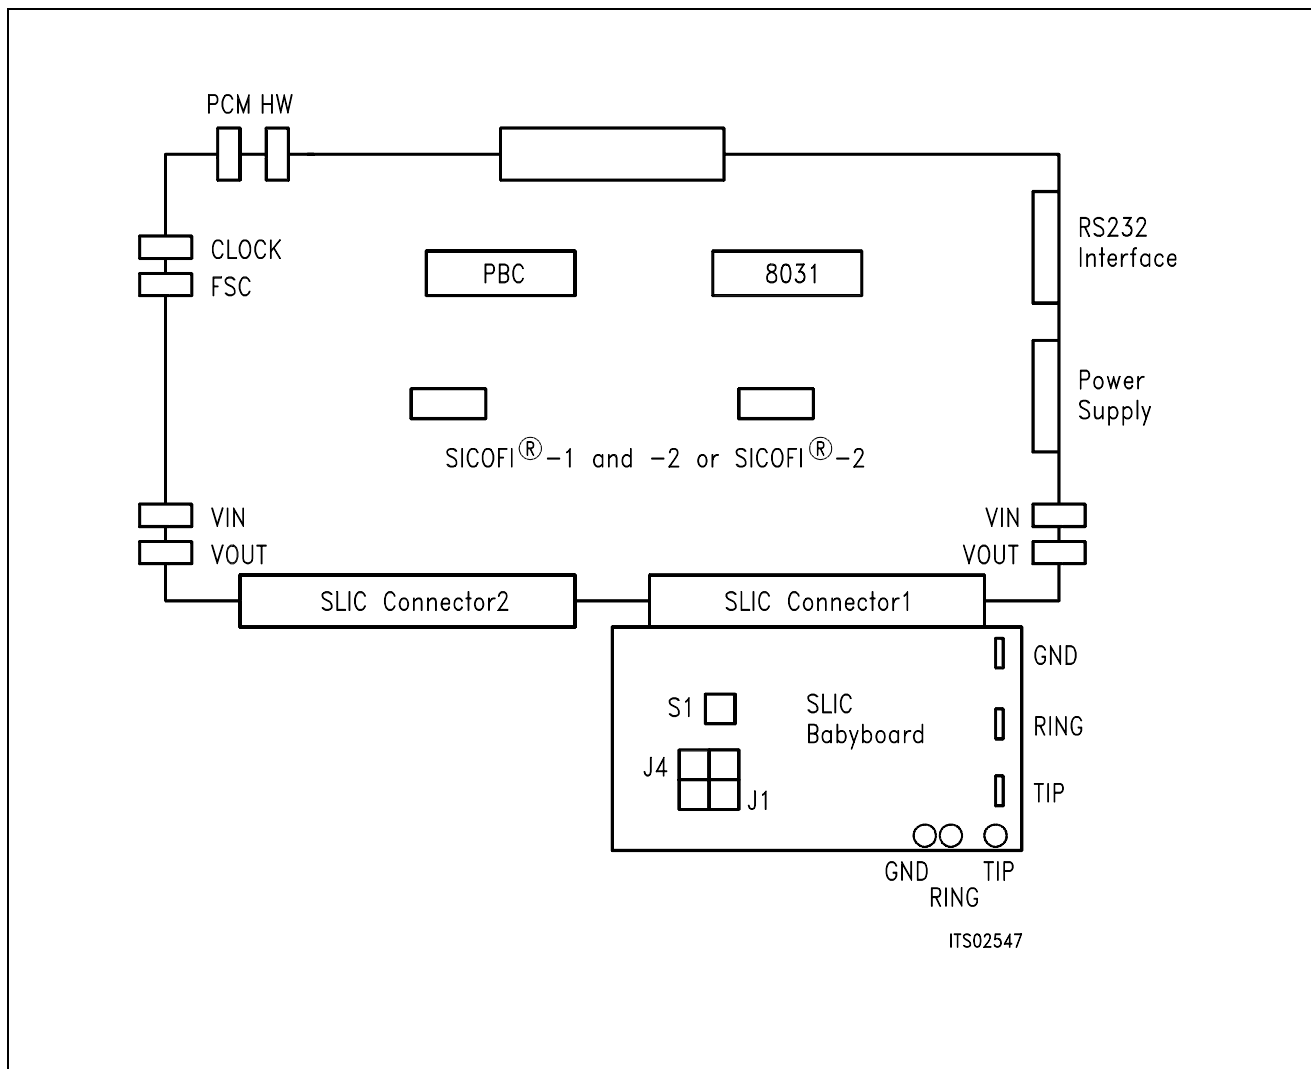 PCM HW
CLOCK
FSC
PBC
8031
RS232
Interface
Power
Supply
SICOFI®-1 and -2 or SICOFI®-2
VIN
VOUT
VIN
VOUT
SLIC Connector2
SLIC Connector1
GND
S1
SLIC
Babyboard
RING
J4
J1
TIP
GND
TIP
RING
ITS02547